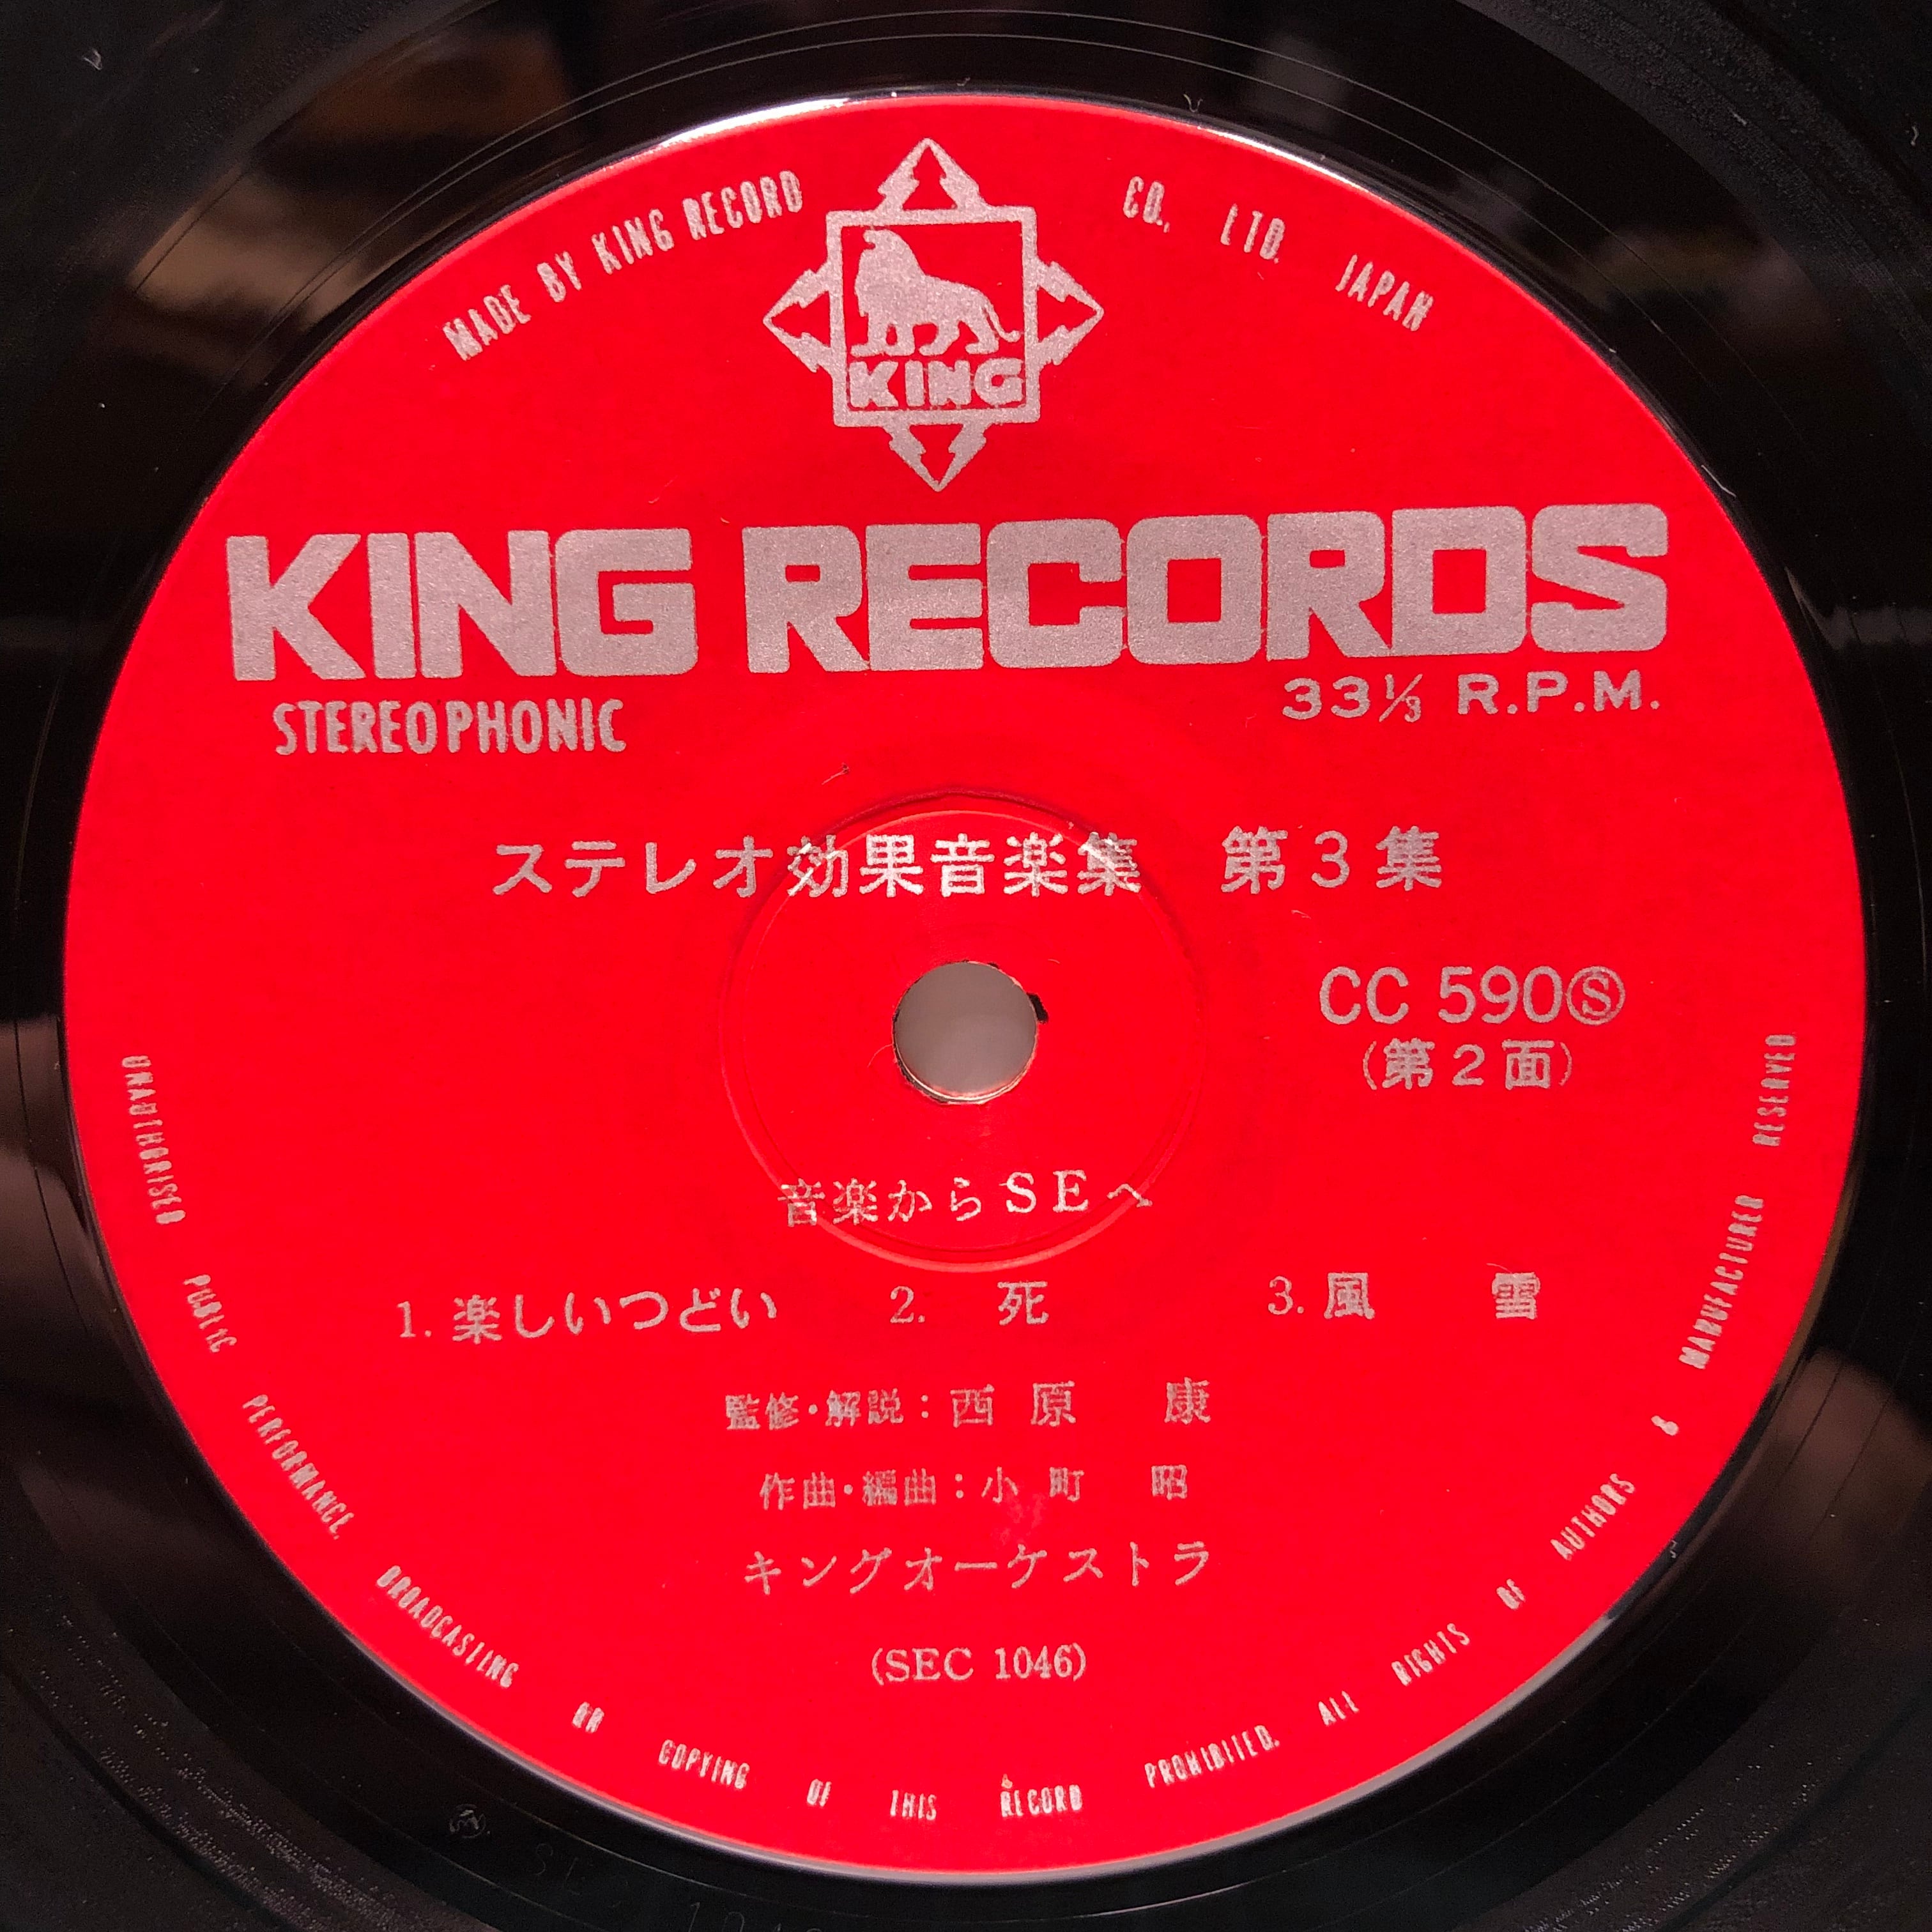 MADE BY KING RECORD CO., LTD. JAPAN
KING
KING RECORDS
STEREOPHONIC
33⅓ R.P.M.
ステレオ効果音楽集 第3集
CC 590Ⓢ
(第2面)
音楽からSEへ
1. 楽しいつどい 2. 死 3. 風雪
監修・解説：西原 康
作曲・編曲：小町 昭
キングオーケストラ
(SEC 1046)
UNAUTHORISED PUBLIC PERFORMANCE, BROADCASTING OR COPYING OF THIS RECORD PROHIBITED. ALL RIGHTS OF AUTHORS & MANUFACTURER RESERVED